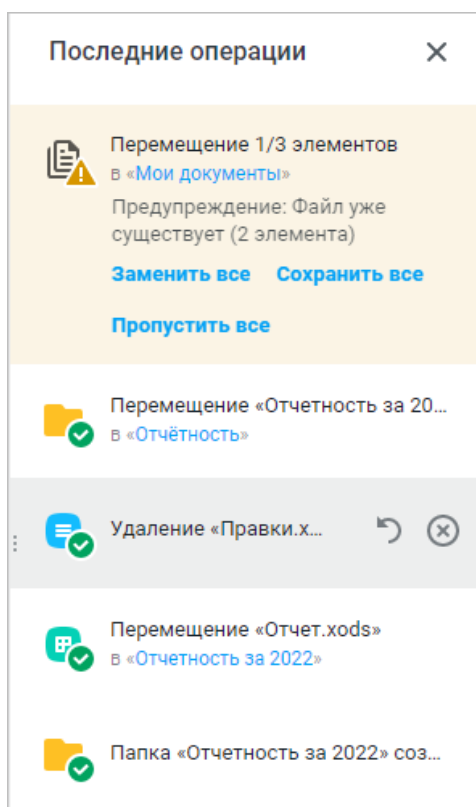 Последние операции
Перемещение 1/3 элементов
в «Мои документы»
Предупреждение: Файл уже
существует (2 элемента)
Заменить все Сохранить все
Пропустить все
Перемещение «Отчетность за 20...
в «Отчётность»
Удаление «Правки.x...
Перемещение «Отчет.xods»
в «Отчетность за 2022»
Папка «Отчетность за 2022» соз...